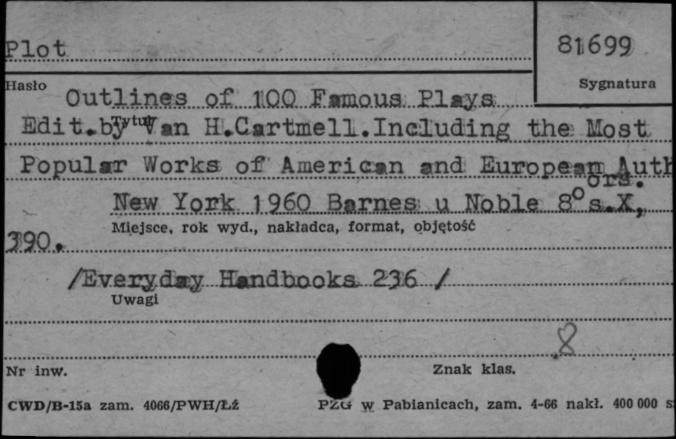 Plot
81699
Hasło
Sygnatura
Outlines of 100 Famous Plays
Edit.by Van H.Cartmell.Including the Most
Tytuł
Popular Works of American and European Auth
ors.
New York 1960 Barnes u Noble 8° s.X,
Miejsce, rok wyd., nakładca, format, objętość
390.
/Everyday Handbooks 236 /
Uwagi
8
Nr inw.
Znak klas.
CWD/B-15a zam. 4066/PWH/Łź
PZG w Pabianicach, zam. 4-66 nakł. 400 000 s